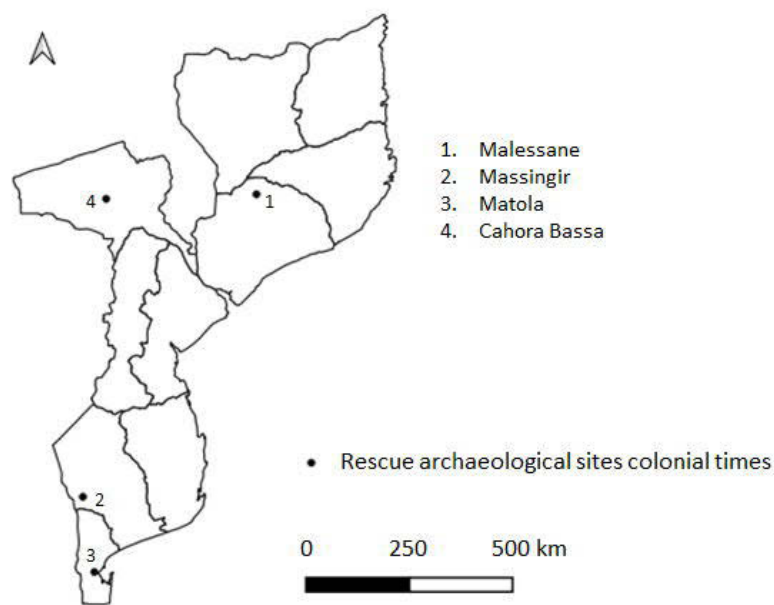 1. Malessane
2. Massingir
3. Matola
4. Cahora Bassa
1
4
2
3
Rescue archaeological sites colonial times
0 250 500 km